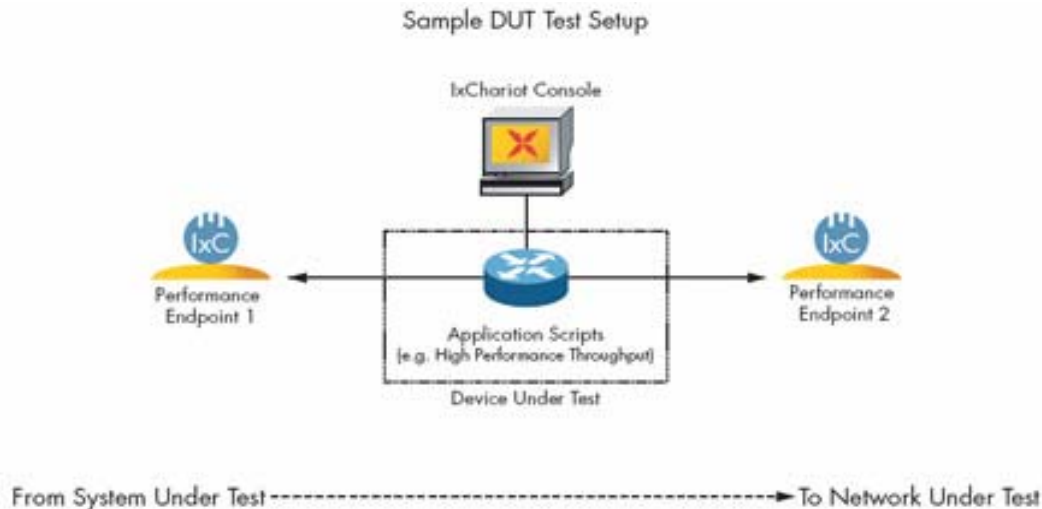 Sample DUT Test Setup
IxChariot Console
IxC
IxC
Performance
Endpoint 1
Performance
Endpoint 2
Application Scripts
(e.g. High Performance Throughput)
Device Under Test
From System Under Test
To Network Under Test